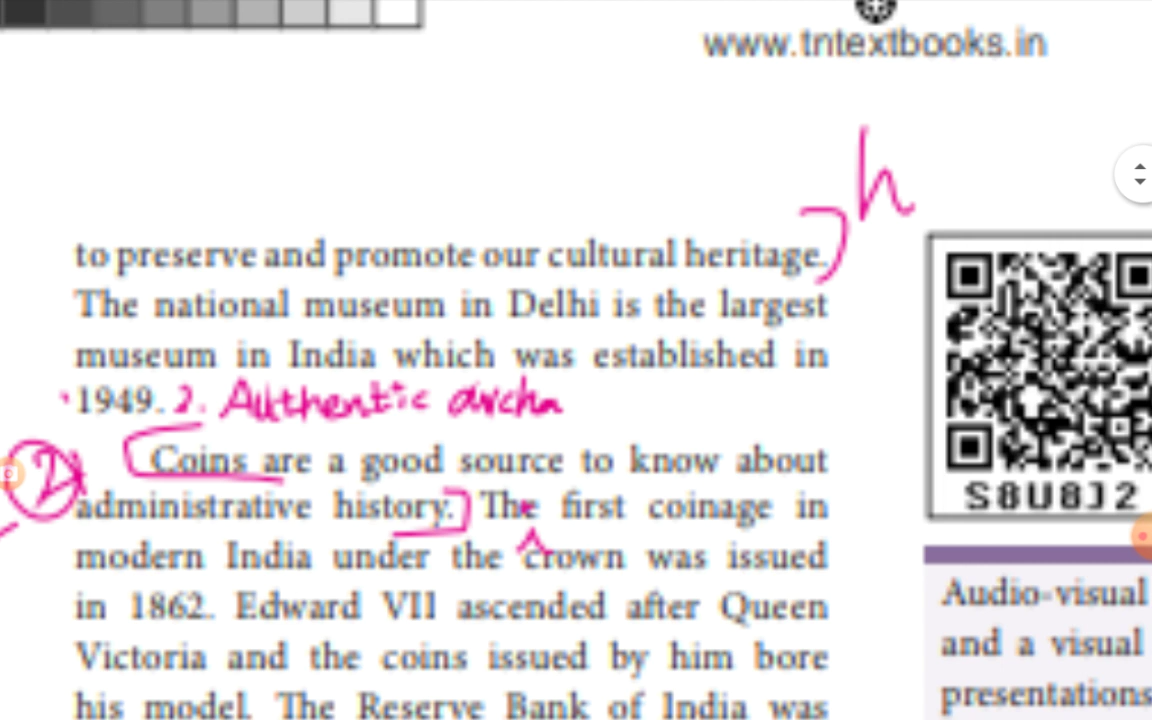 www.tntextbooks.in
h
to preserve and promote our cultural heritage.
The national museum in Delhi is the largest
museum in India which was established in
1949. 2. Authentic archa
2 Coins are a good source to know about
administrative history. The first coinage in
modern India under the crown was issued
in 1862. Edward VII ascended after Queen
Victoria and the coins issued by him bore
his model. The Reserve Bank of India was
S8U8J2
Audio-visual
and a visual
presentations